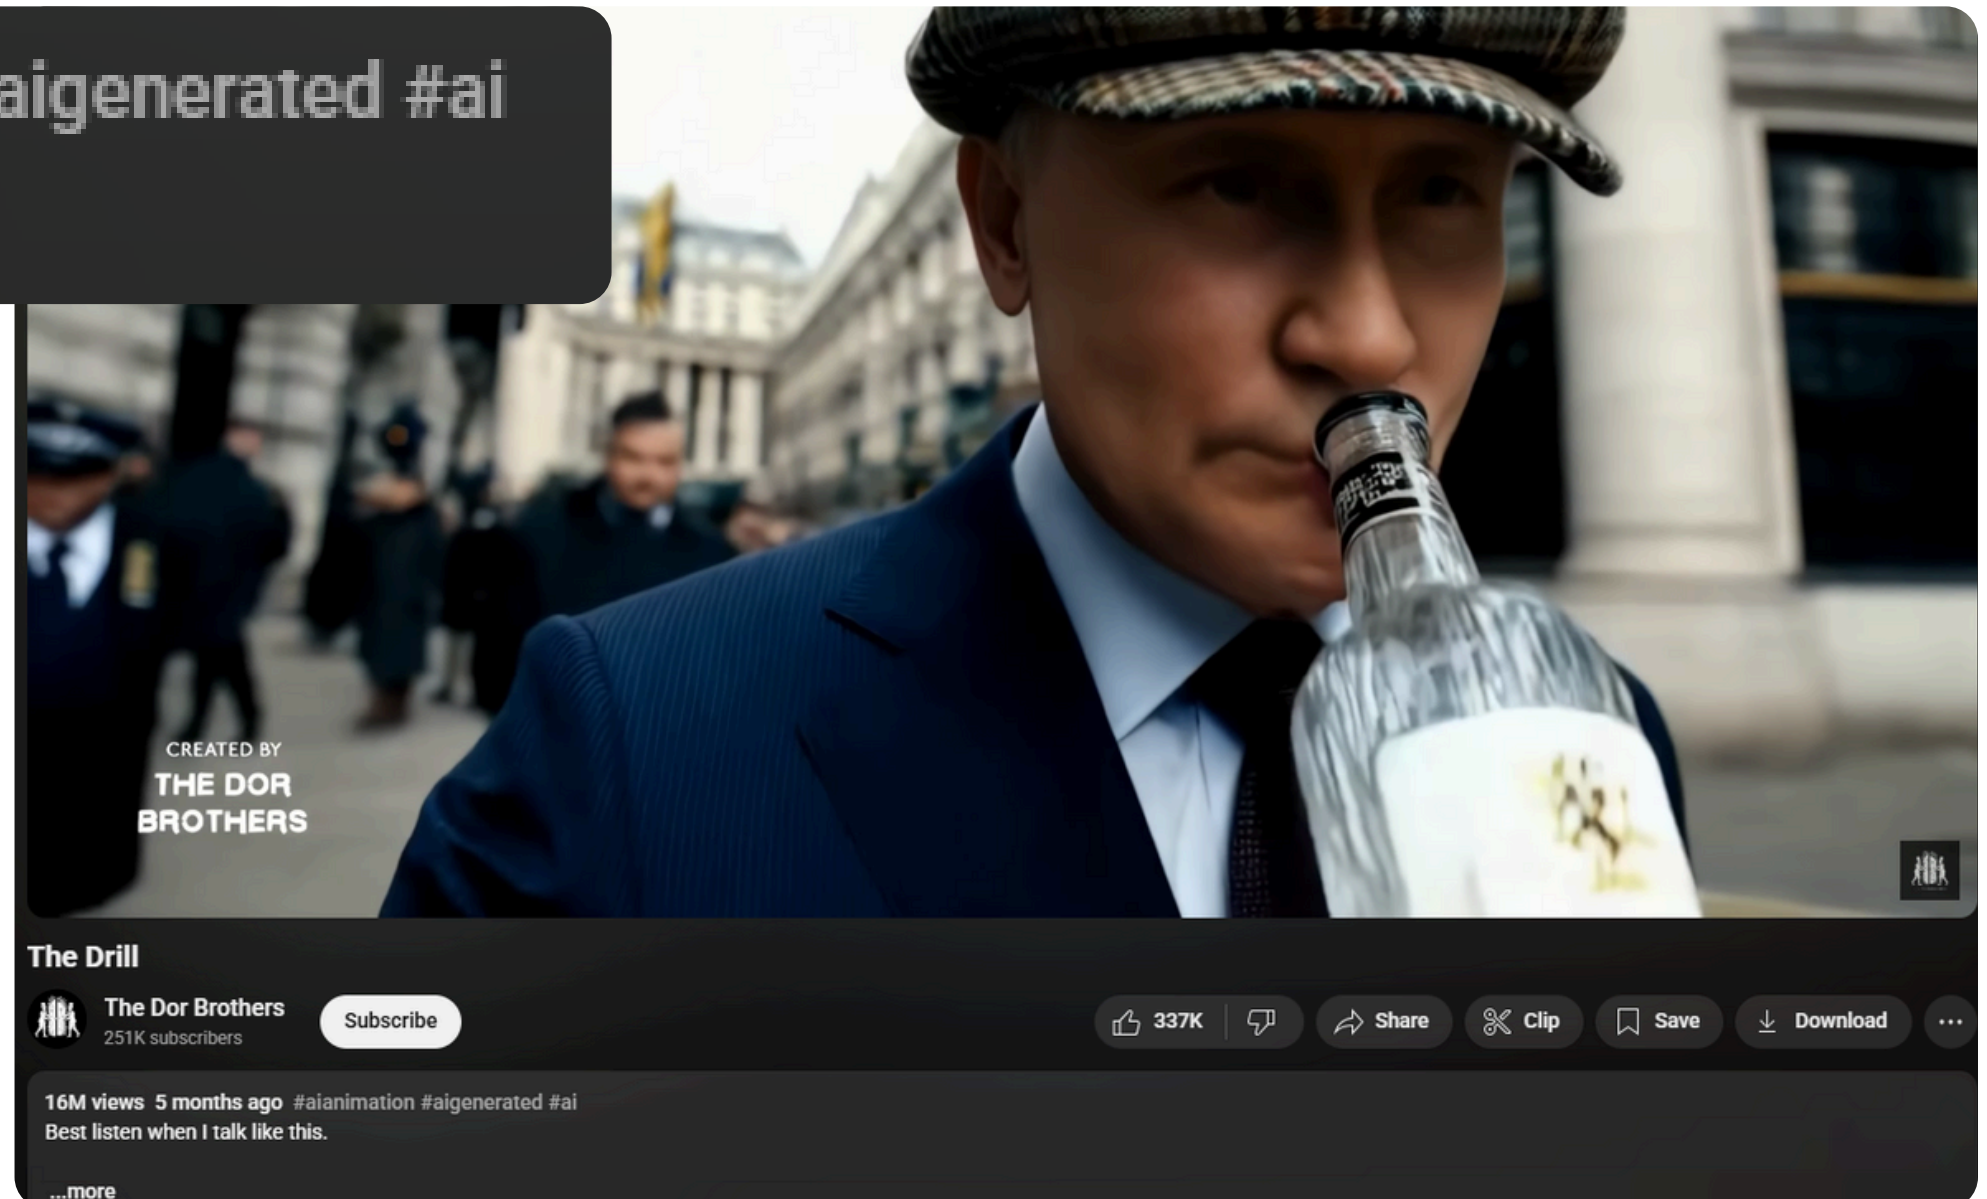 aigenerated #ai
CREATED BY
THE DOR
BROTHERS
The Drill
The Dor Brothers
251K subscribers
Subscribe
337K
Share
Clip
Save
Download
16M views 5 months ago #aianimation #aigenerated #ai
Best listen when I talk like this.
...more